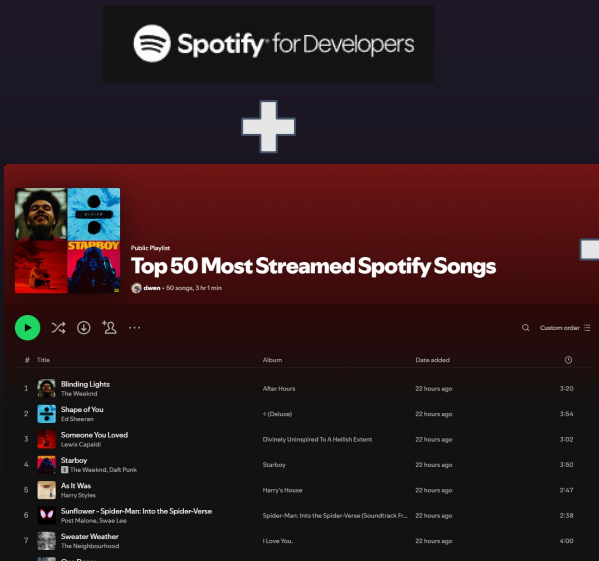 Spotify for Developers
Public Playlist
Top 50 Most Streamed Spotify Songs
dwen • 50 songs, 3 hr 1 min
Custom order
# Title Album Date added
1 Blinding Lights After Hours 22 hours ago 3:20
The Weeknd
2 Shape of You ÷ (Deluxe) 22 hours ago 3:54
Ed Sheeran
3 Someone You Loved Divinely Uninspired To A Hellish Extent 22 hours ago 3:02
Lewis Capaldi
4 Starboy Starboy 22 hours ago 3:50
E The Weeknd, Daft Punk
5 As It Was Harry's House 22 hours ago 2:47
Harry Styles
6 Sunflower - Spider-Man: Into the Spider-Verse Spider-Man: Into the Spider-Verse (Soundtrack Fr... 22 hours ago 2:38
Post Malone, Swae Lee
7 Sweater Weather I Love You. 22 hours ago 4:00
The Neighbourhood
STARBOY